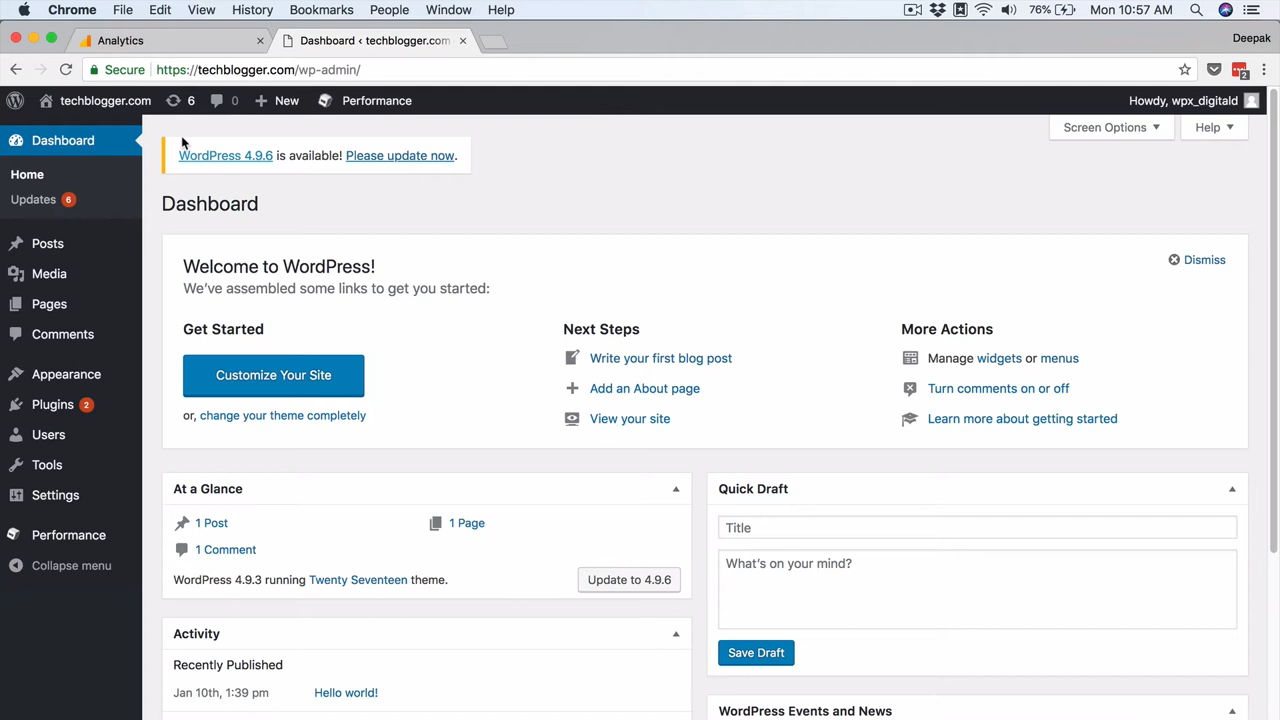 Chrome File Edit View History Bookmarks People Window Help 76% Mon 10:57 AM
Analytics Dashboard ‹ techblogger.com Deepak
Secure https://techblogger.com/wp-admin/ 2
techblogger.com 6 0 New Performance Howdy, wpx_digitald
Dashboard
Home
Updates 6
Posts
Media
Pages
Comments
Appearance
Plugins 2
Users
Tools
Settings
Performance
Collapse menu
Screen Options Help
WordPress 4.9.6 is available! Please update now.
Dashboard
Welcome to WordPress!
Dismiss
We've assembled some links to get you started:
Get Started
Customize Your Site
or, change your theme completely
Next Steps
Write your first blog post
Add an About page
View your site
More Actions
Manage widgets or menus
Turn comments on or off
Learn more about getting started
At a Glance
1 Post 1 Page
1 Comment
WordPress 4.9.3 running Twenty Seventeen theme. Update to 4.9.6
Activity
Recently Published
Jan 10th, 1:39 pm Hello world!
Quick Draft
Title
What's on your mind?
Save Draft
WordPress Events and News